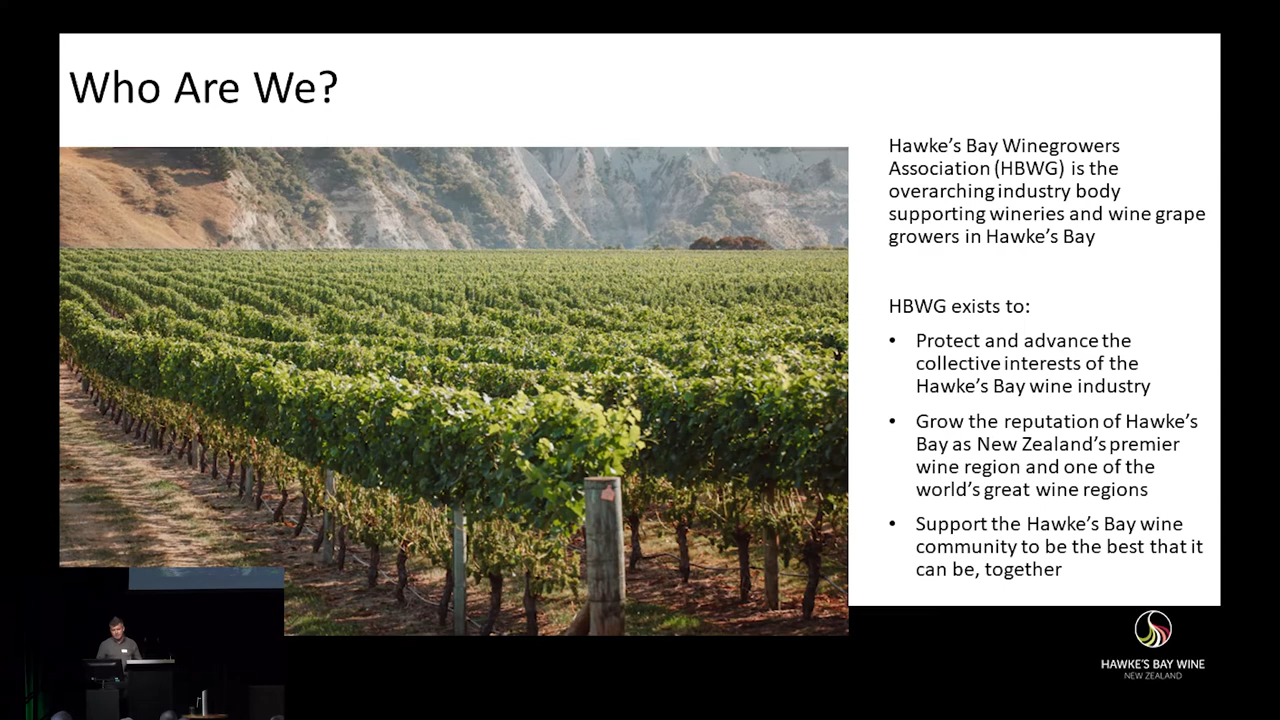 Who Are We?
Hawke's Bay Winegrowers
Association (HBWG) is the
overarching industry body
supporting wineries and wine grape
growers in Hawke's Bay
HBWG exists to:
• Protect and advance the
collective interests of the
Hawke's Bay wine industry
• Grow the reputation of Hawke's
Bay as New Zealand's premier
wine region and one of the
world's great wine regions
• Support the Hawke's Bay wine
community to be the best that it
can be, together
HAWKE'S BAY WINE
NEW ZEALAND